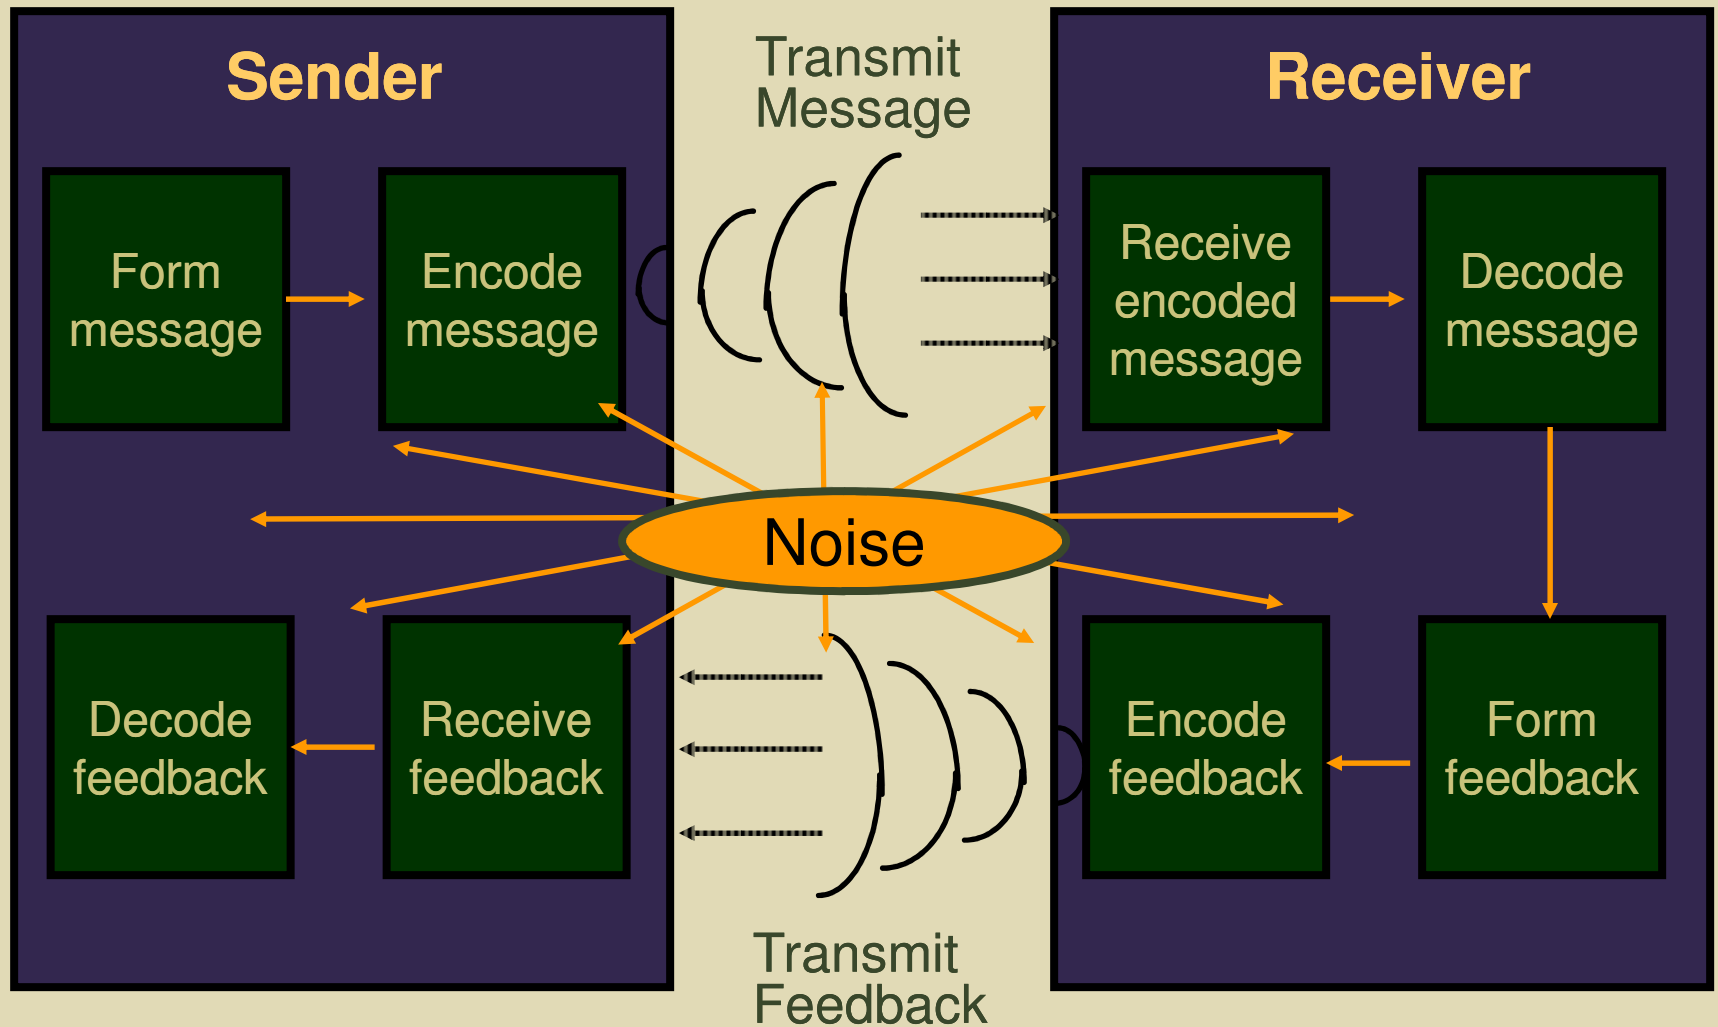 Sender
Transmit
Message
Receiver
Form
message
Encode
message
Receive
encoded
message
Decode
message
Noise
Decode
feedback
Receive
feedback
Encode
feedback
Form
feedback
Transmit
Feedback